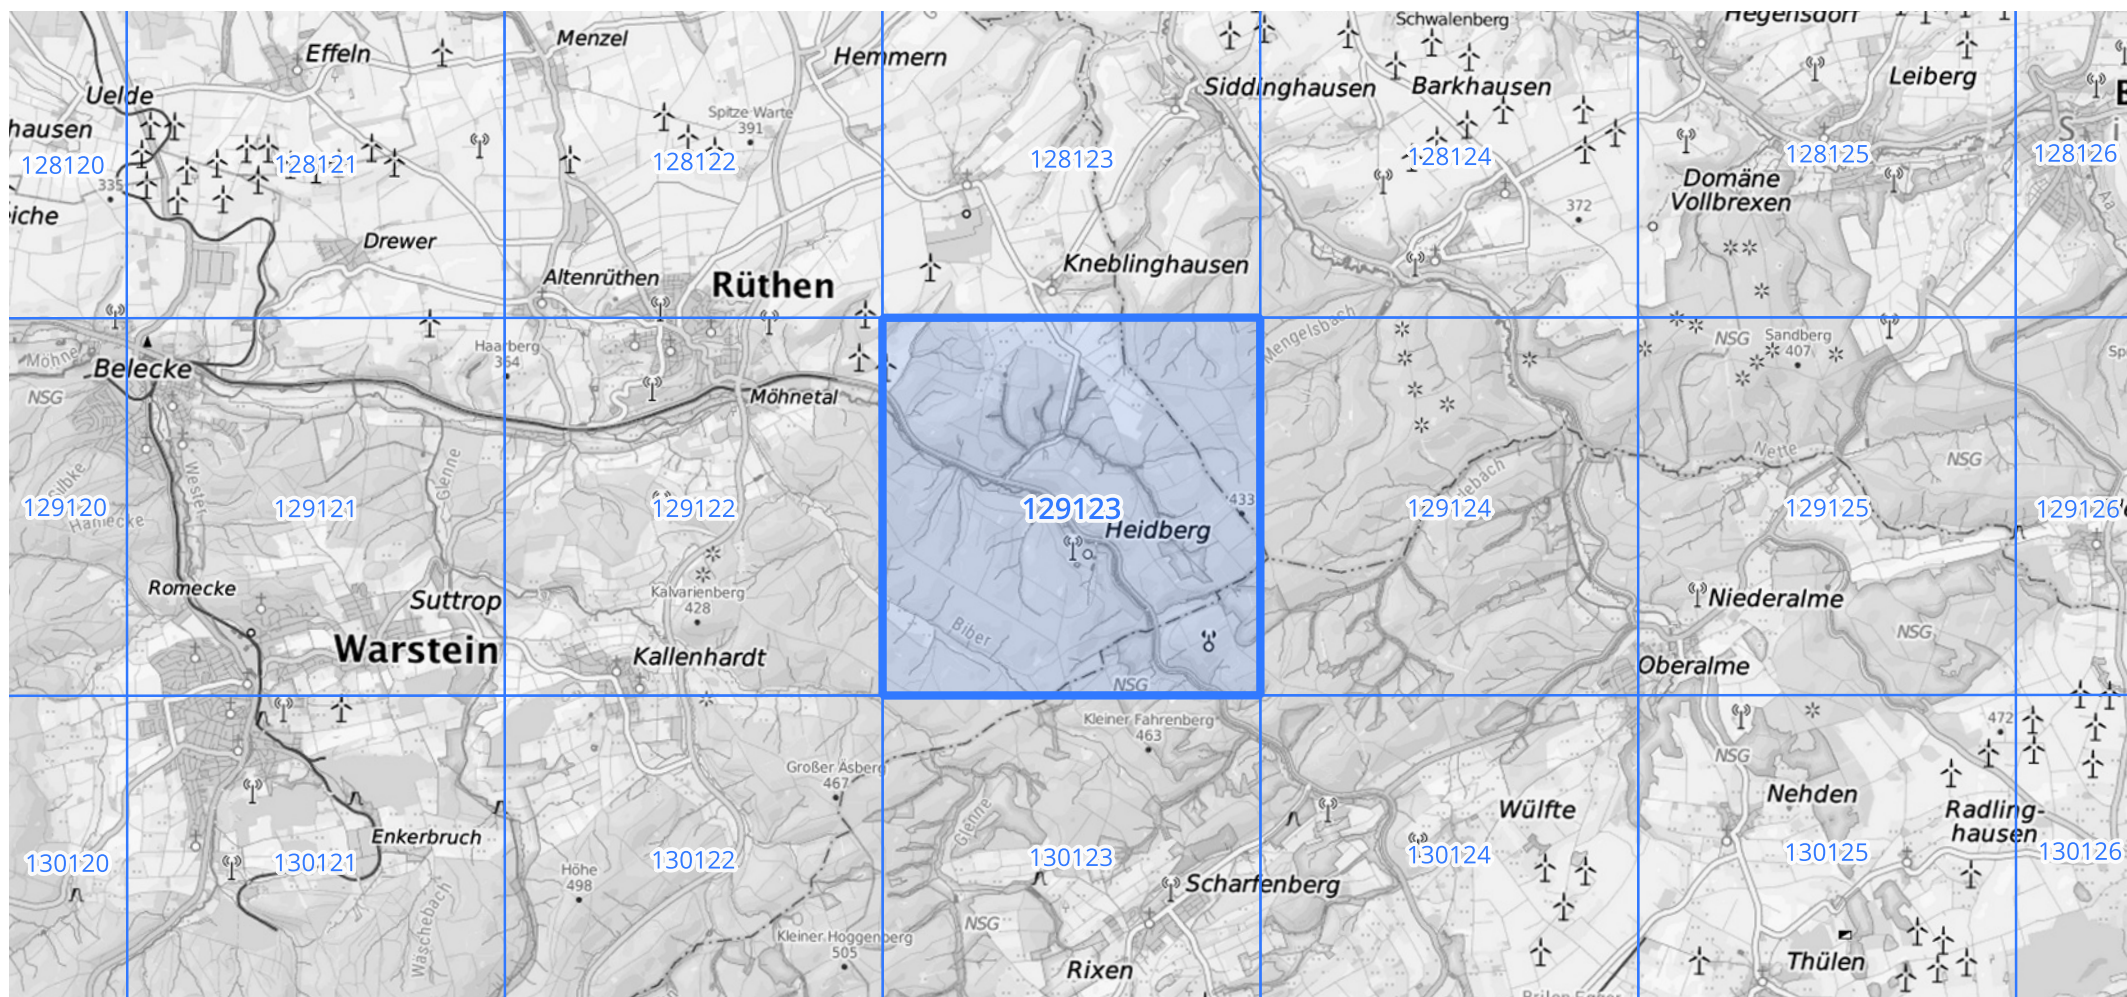 Schwalenberg
Hegensdorf
Menzel
Effeln
Hemmern
Leiberg
Siddinghausen
Barkhausen
Uelde
Spitze Warte
391
hausen
128120
128121
128122
128123
128124
128125
128126
335
Domäne
Vollbrexen
372
eiche
Aa
Drewer
Kneblinghausen
Altenrüthen
Rüthen
Mengelsbach
NSG
Sandberg
407
Haarberg
364
Möhne
Belecke
NSG
Möhnetal
Nette
NSG
Wester
Glenne
433
129120
129121
129122
129123
129124
129125
129126
Hamecke
Heidberg
Romecke
Kalvarienberg
428
Suttrop
Niederalme
Biber
NSG
Warstein
Kallenhardt
Oberalme
NSG
Kleiner Fahrenberg
463
472
NSG
Großer Asberg
467
Nehden
Wülfte
Radling-
hausen
Glenne
Enkerbruch
130120
130121
130122
130123
130124
130125
130126
Höhe
498
Scharfenberg
Wäschebach
NSG
Kleiner Hoggenberg
505
Rixen
Thülen